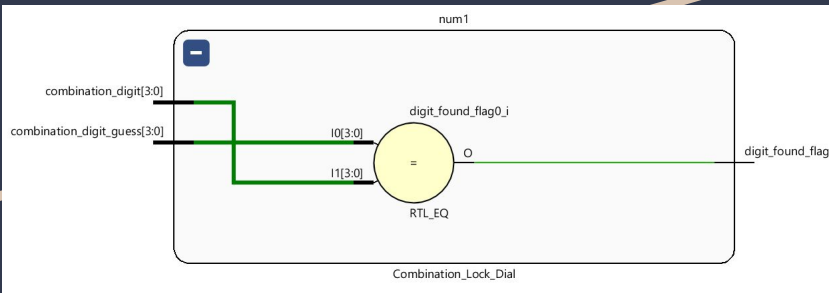 num1
combination_digit[3:0]
digit_found_flag0_i
combination_digit_guess[3:0]
I0[3:0]
O
digit_found_flag
=
I1[3:0]
RTL_EQ
Combination_Lock_Dial